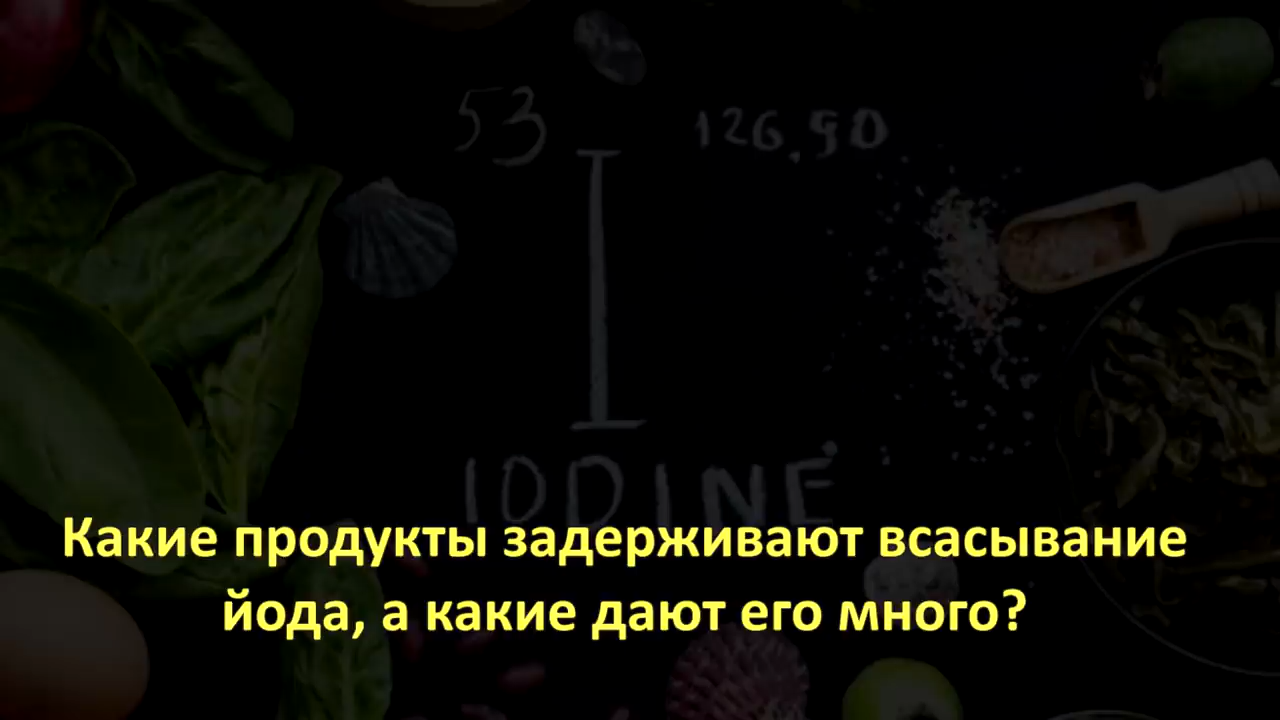 53
126,90
I
IODINE
Какие продукты задерживают всасывание
йода, а какие дают его много?